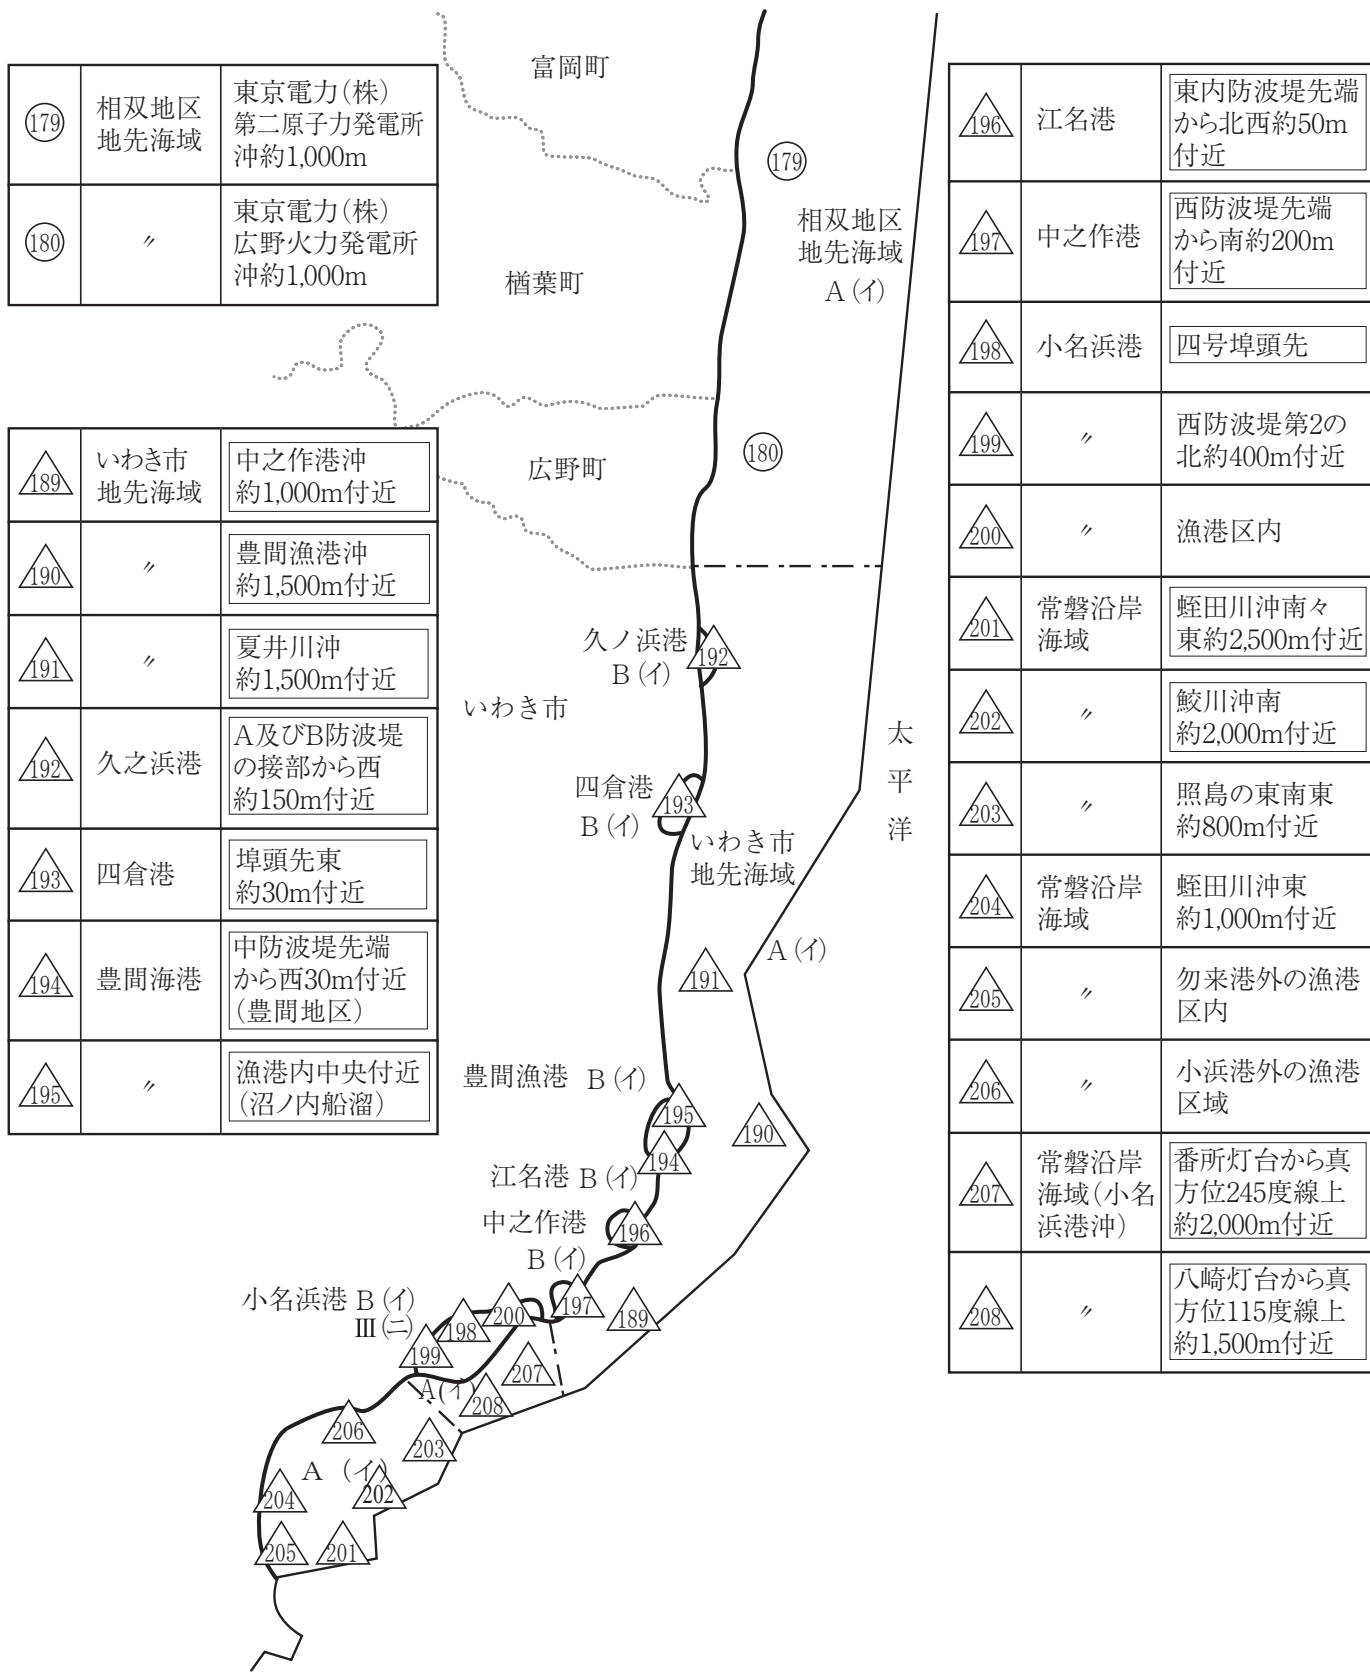 179
相双地区
地先海域
東京電力(株)
第二原子力発電所
沖約1,000m
180
〃
東京電力(株)
広野火力発電所
沖約1,000m
189
いわき市
地先海域
中之作港沖
約1,000m付近
190
〃
豊間漁港沖
約1,500m付近
191
〃
夏井川沖
約1,500m付近
192
久之浜港
A及びB防波堤
の接部から西
約150m付近
193
四倉港
埠頭先東
約30m付近
194
豊間海港
中防波堤先端
から西30m付近
(豊間地区)
195
〃
漁港内中央付近
(沼ノ内船溜)
富岡町
179
相双地区
地先海域
A(イ)
楢葉町
180
広野町
久ノ浜港
B(イ)
192
いわき市
太平洋
四倉港
B(イ)
193
いわき市
地先海域
A(イ)
191
豊間漁港 B(イ)
195
190
194
江名港 B(イ)
中之作港
196
B(イ)
小名浜港 B(イ)
Ⅲ(ニ)
197
200
198
189
199
207
A(イ)
208
206
203
A (イ)
204
202
205
201
196
江名港
東内防波堤先端
から北西約50m
付近
197
中之作港
西防波堤先端
から南約200m
付近
198
小名浜港
四号埠頭先
199
〃
西防波堤第2の
北約400m付近
200
〃
漁港区内
201
常磐沿岸
海域
蛭田川沖南々
東約2,500m付近
202
〃
鮫川沖南
約2,000m付近
203
〃
照島の東南東
約800m付近
204
常磐沿岸
海域
蛭田川沖東
約1,000m付近
205
〃
勿来港外の漁港
区内
206
〃
小浜港外の漁港
区域
207
常磐沿岸
海域(小名
浜港沖)
番所灯台から真
方位245度線上
約2,000m付近
208
〃
八崎灯台から真
方位115度線上
約1,500m付近